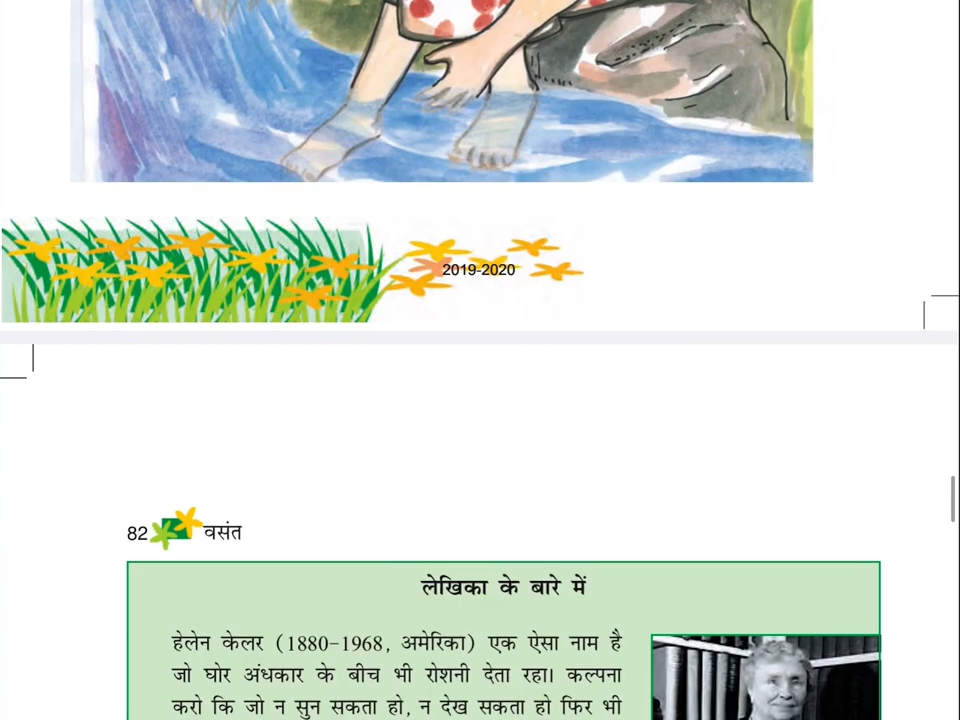 2019-2020
82 वसंत
लेखिका के बारे में
हेलेन केलर (1880–1968, अमेरिका) एक ऐसा नाम है
जो घोर अंधकार के बीच भी रोशनी देता रहा। कल्पना
करो कि जो न सुन सकता हो, न देख सकता हो फिर भी